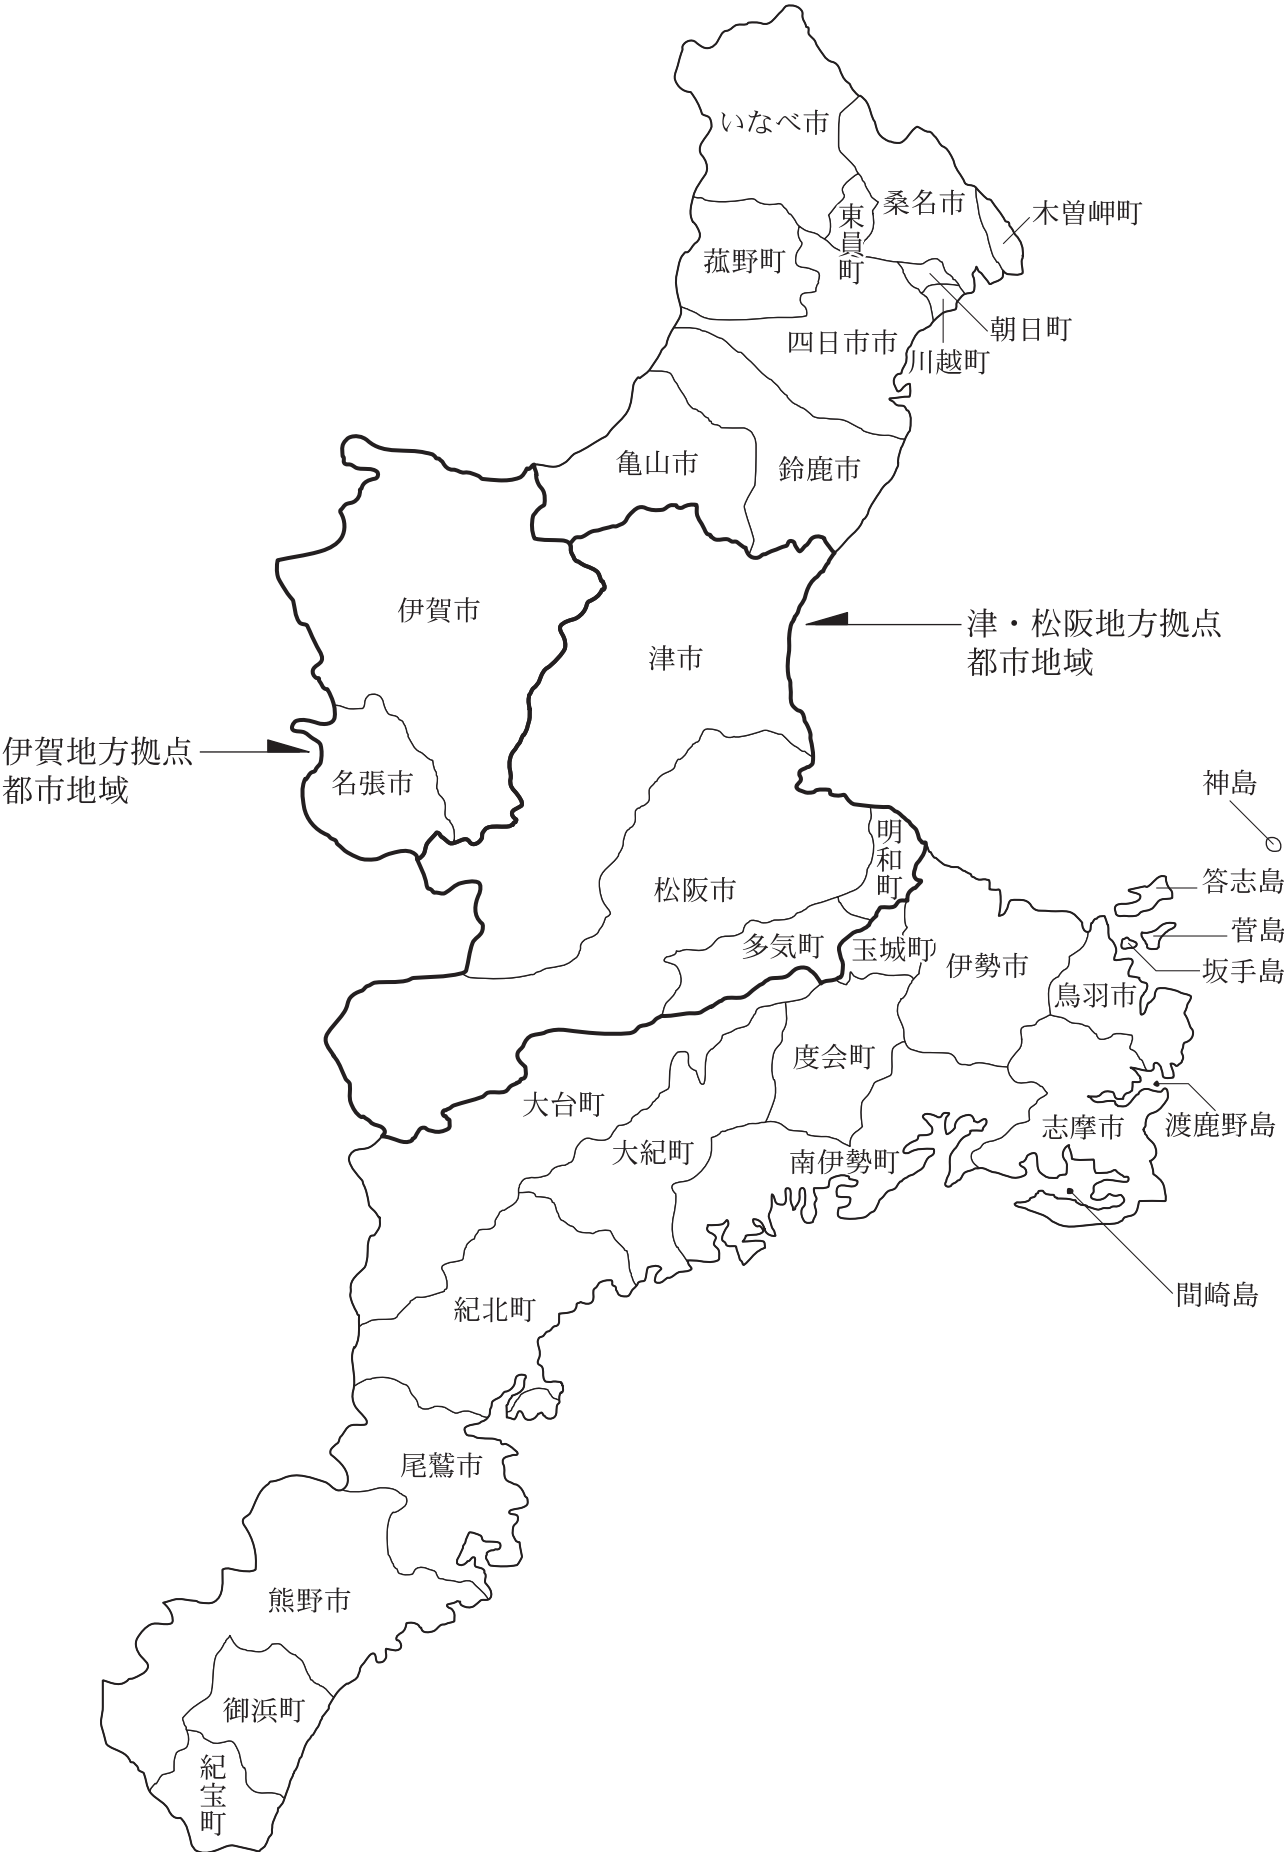 いなべ市
桑名市
木曽岬町
東員町
菰野町
朝日町
四日市市
川越町
亀山市
鈴鹿市
伊賀市
津・松阪地方拠点
都市地域
津市
伊賀地方拠点
都市地域
名張市
神島
明和町
松阪市
答志島
菅島
多気町
玉城町
伊勢市
坂手島
鳥羽市
度会町
大台町
志摩市
渡鹿野島
大紀町
南伊勢町
間崎島
紀北町
尾鷲市
熊野市
御浜町
紀宝町